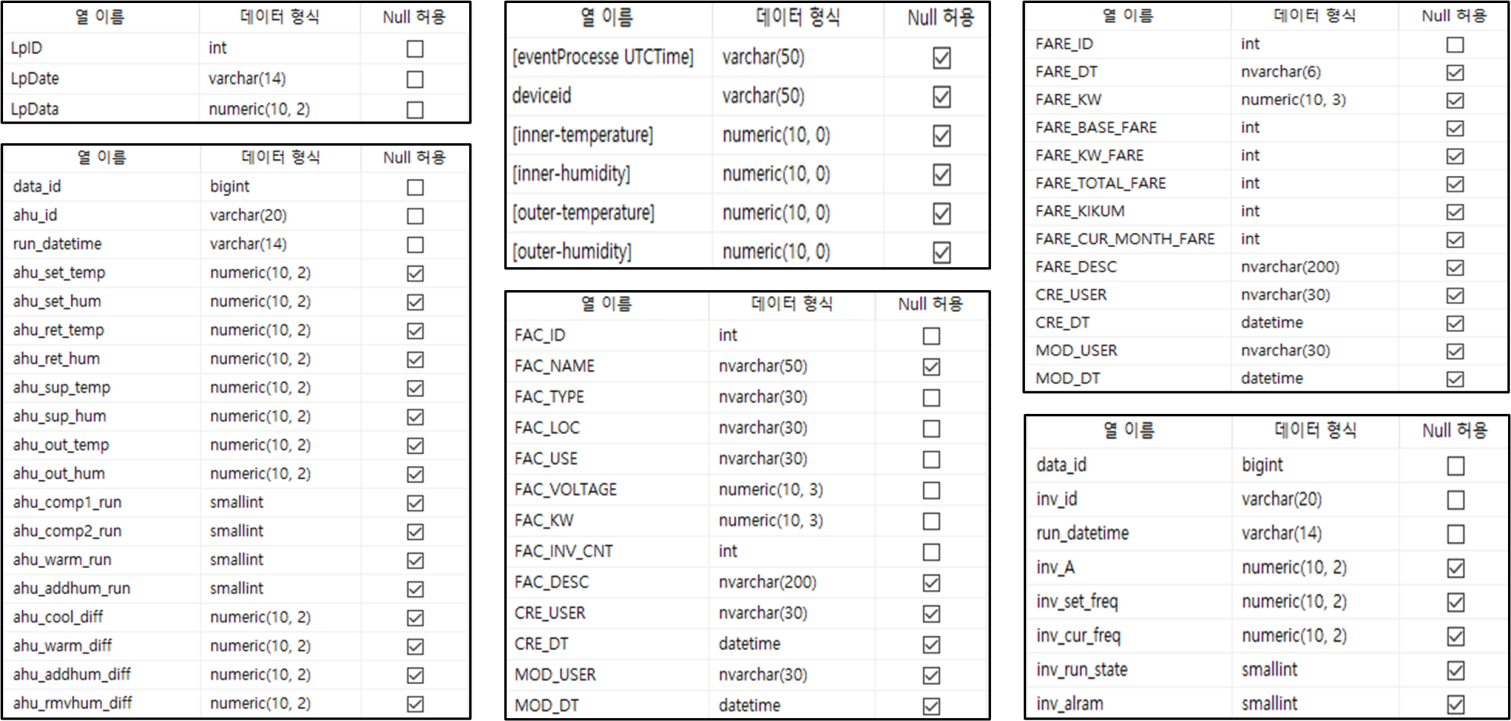 열 이름 데이터 형식 Null 허용
LpID int
LpDate varchar(14)
LpData numeric(10, 2)
열 이름 데이터 형식 Null 허용
data_id bigint
ahu_id varchar(20)
run_datetime varchar(14)
ahu_set_temp numeric(10, 2)
ahu_set_hum numeric(10, 2)
ahu_ret_temp numeric(10, 2)
ahu_ret_hum numeric(10, 2)
ahu_sup_temp numeric(10, 2)
ahu_sup_hum numeric(10, 2)
ahu_out_temp numeric(10, 2)
ahu_out_hum numeric(10, 2)
ahu_comp1_run smallint
ahu_comp2_run smallint
ahu_warm_run smallint
ahu_addhum_run smallint
ahu_cool_diff numeric(10, 2)
ahu_warm_diff numeric(10, 2)
ahu_addhum_diff numeric(10, 2)
ahu_rmvhum_diff numeric(10, 2)
열 이름 데이터 형식 Null 허용
[eventProcesse UTCTime] varchar(50)
deviceid varchar(50)
[inner-temperature] numeric(10, 0)
[inner-humidity] numeric(10, 0)
[outer-temperature] numeric(10, 0)
[outer-humidity] numeric(10, 0)
열 이름 데이터 형식 Null 허용
FAC_ID int
FAC_NAME nvarchar(50)
FAC_TYPE nvarchar(30)
FAC_LOC nvarchar(30)
FAC_USE nvarchar(30)
FAC_VOLTAGE numeric(10, 3)
FAC_KW numeric(10, 3)
FAC_INV_CNT int
FAC_DESC nvarchar(200)
CRE_USER nvarchar(30)
CRE_DT datetime
MOD_USER nvarchar(30)
MOD_DT datetime
열 이름 데이터 형식 Null 허용
FARE_ID int
FARE_DT nvarchar(6)
FARE_KW numeric(10, 3)
FARE_BASE_FARE int
FARE_KW_FARE int
FARE_TOTAL_FARE int
FARE_KIKUM int
FARE_CUR_MONTH_FARE int
FARE_DESC nvarchar(200)
CRE_USER nvarchar(30)
CRE_DT datetime
MOD_USER nvarchar(30)
MOD_DT datetime
열 이름 데이터 형식 Null 허용
data_id bigint
inv_id varchar(20)
run_datetime varchar(14)
inv_A numeric(10, 2)
inv_set_freq numeric(10, 2)
inv_cur_freq numeric(10, 2)
inv_run_state smallint
inv_alram smallint